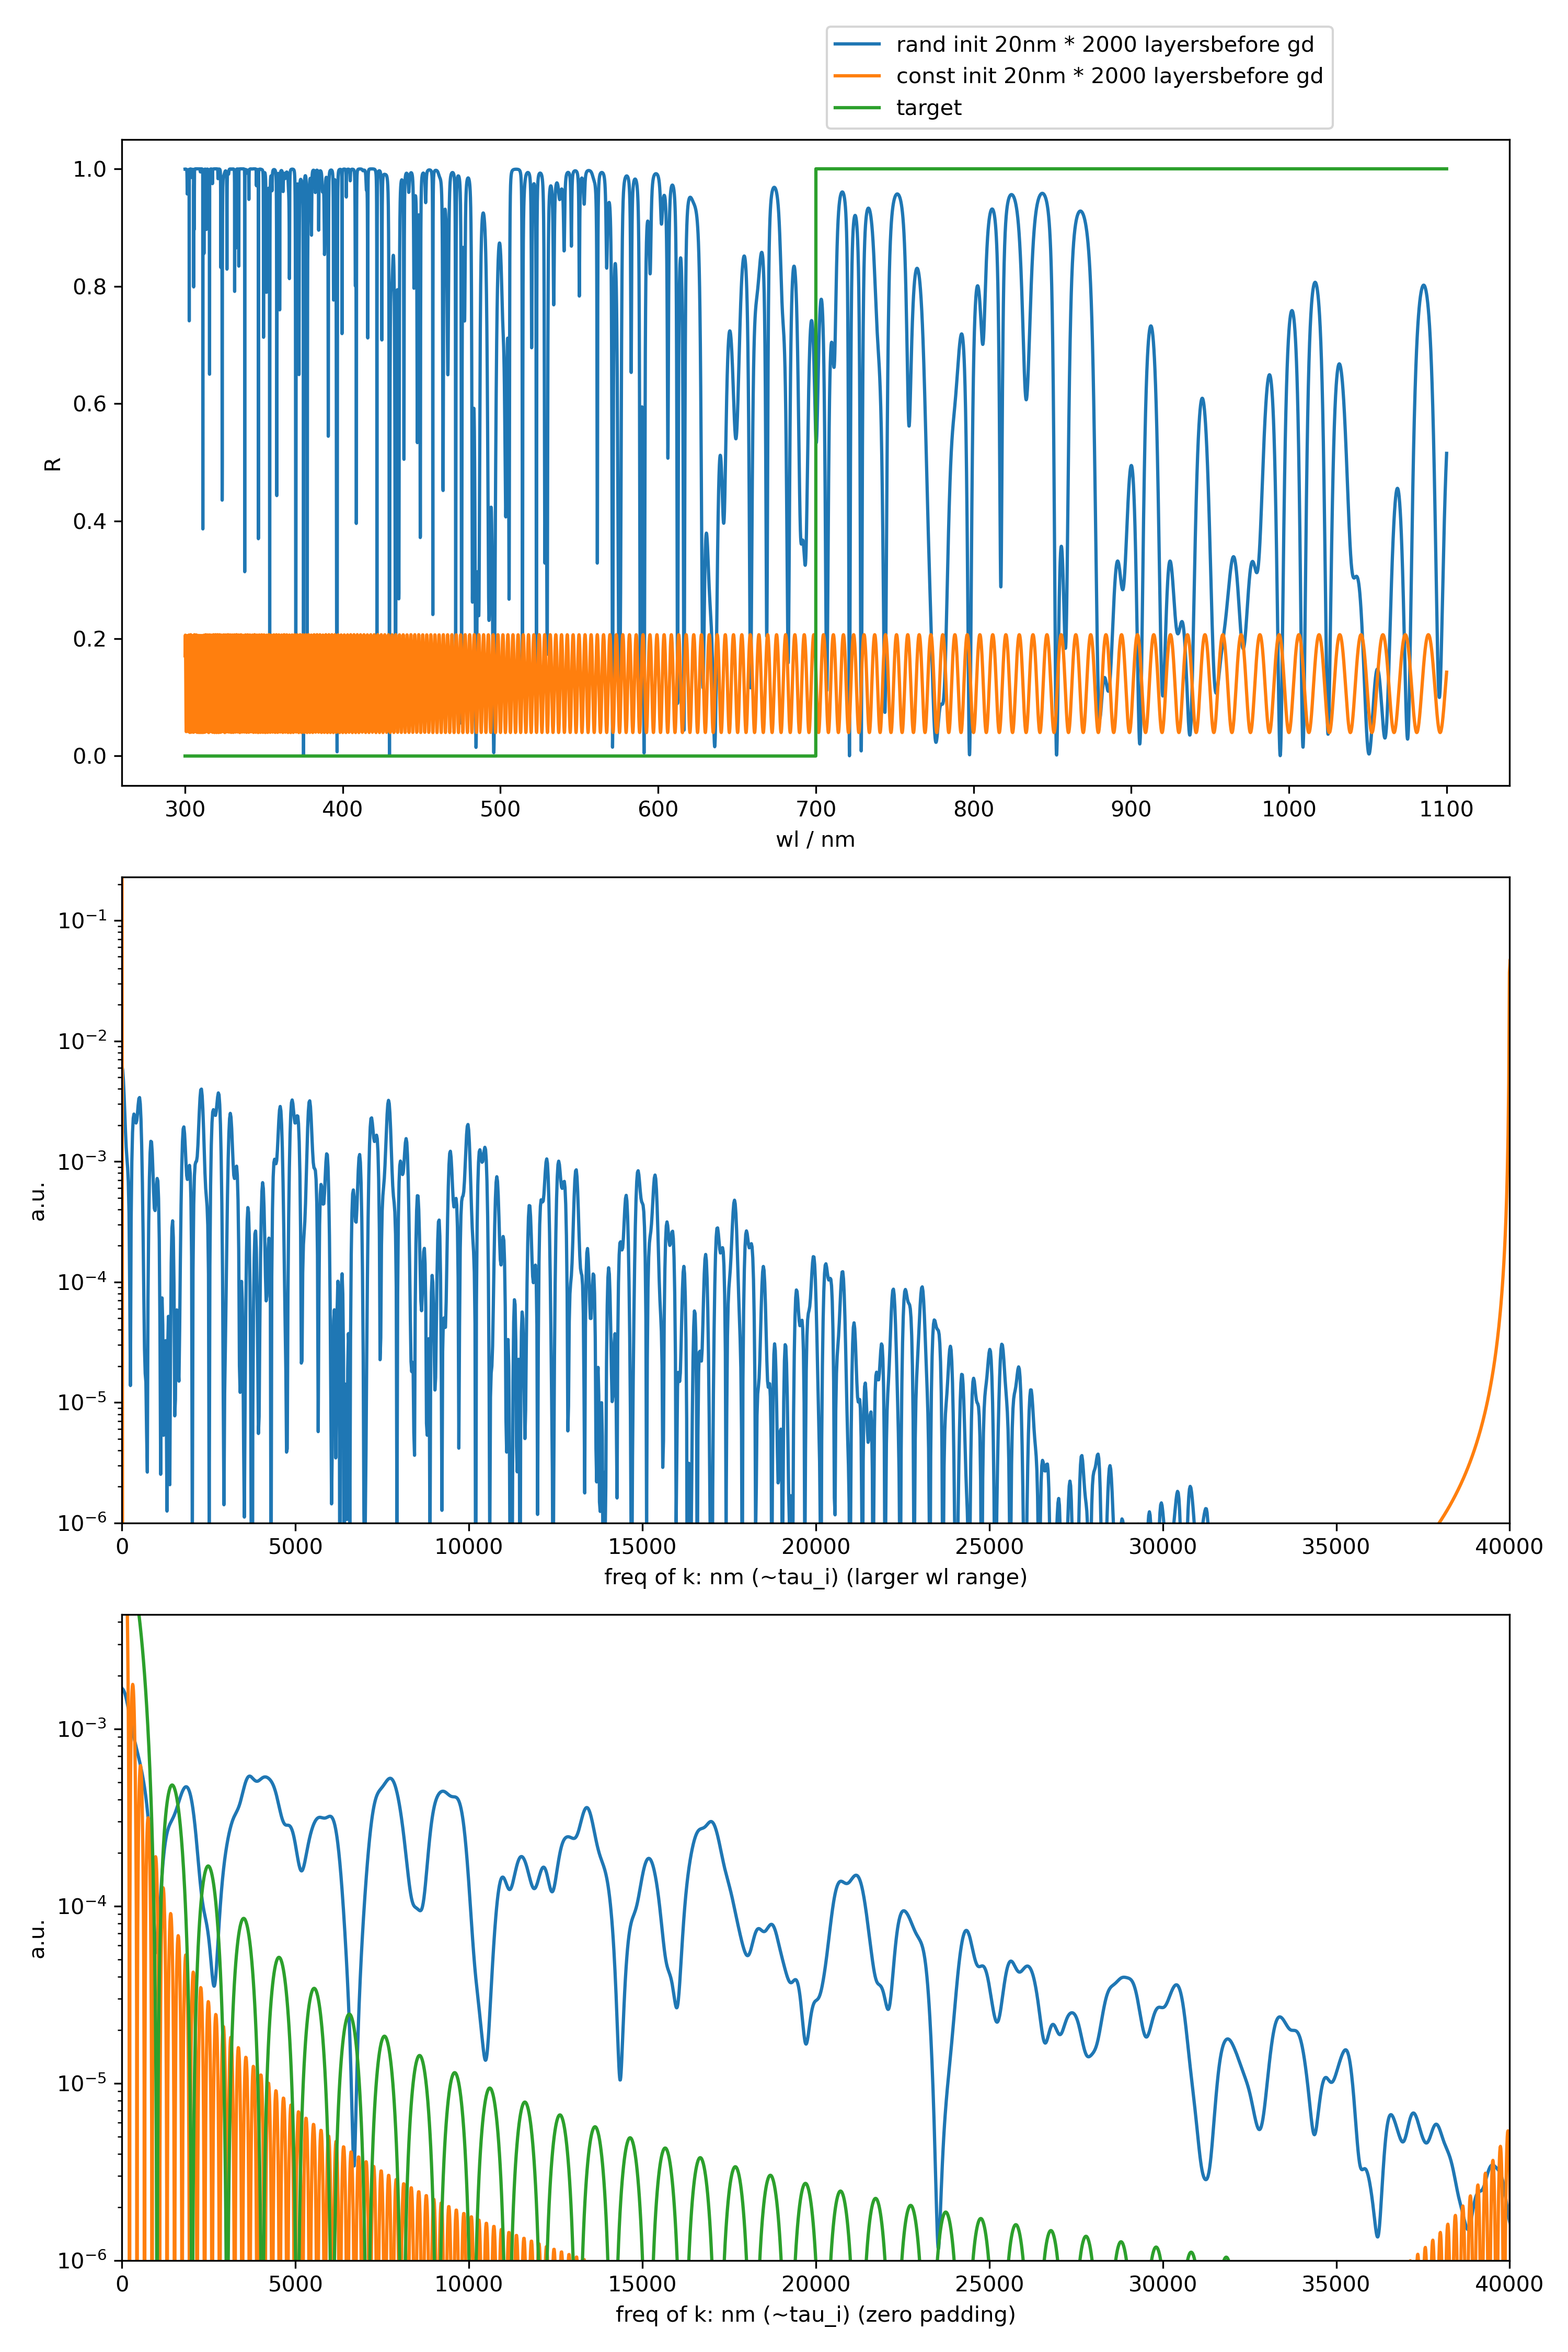 rand init 20nm * 2000 layersbefore gd
const init 20nm * 2000 layersbefore gd
target
1.0
0.8
0.6
0.4
0.2
0.0
R
300 400 500 600 700 800 900 1000 1100
wl / nm
10⁻¹
10⁻²
10⁻³
10⁻⁴
10⁻⁵
10⁻⁶
a.u.
0 5000 10000 15000 20000 25000 30000 35000 40000
freq of k: nm (~tau_i) (larger wl range)
10⁻³
10⁻⁴
10⁻⁵
10⁻⁶
a.u.
0 5000 10000 15000 20000 25000 30000 35000 40000
freq of k: nm (~tau_i) (zero padding)